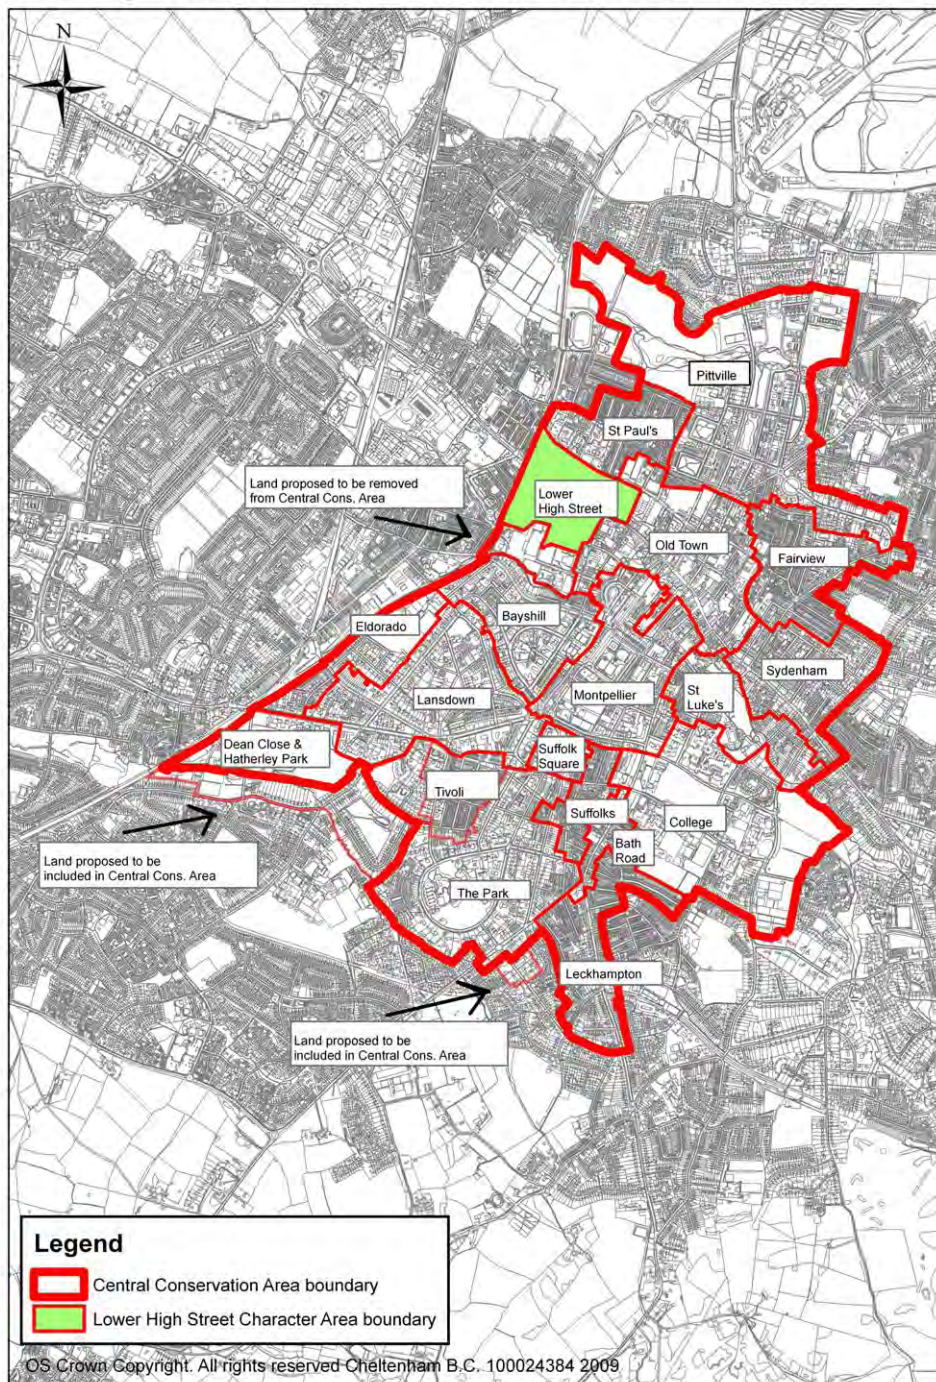 N
Pittville
St Paul's
Land proposed to be removed
from Central Cons. Area
Lower
High Street
Old Town
Fairview
Eldorado
Bayshill
Sydenham
Lansdown
Montpellier
St
Luke's
Dean Close &
Hatherley Park
Suffolk
Square
Tivoli
Suffolks
College
Bath
Road
Land proposed to be
included in Central Cons. Area
The Park
Leckhampton
Land proposed to be
included in Central Cons. Area
Legend
Central Conservation Area boundary
Lower High Street Character Area boundary
OS Crown Copyright. All rights reserved Cheltenham B.C. 100024384 2009